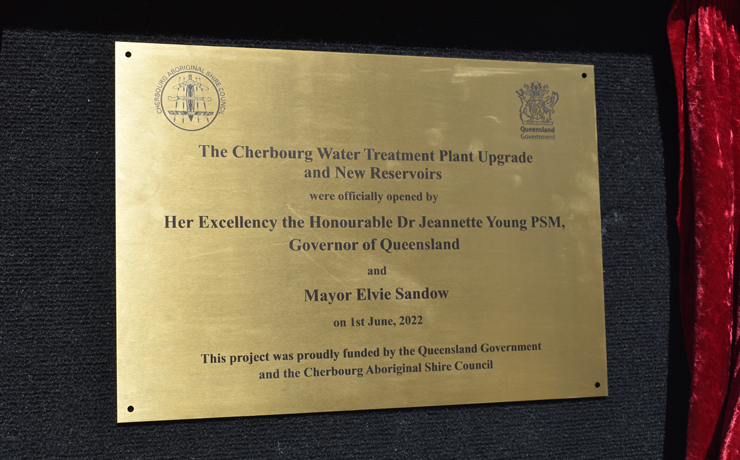 CHERBOURG ABORIGINAL SHIRE COUNCIL
Queensland
Government
The Cherbourg Water Treatment Plant Upgrade
and New Reservoirs
were officially opened by
Her Excellency the Honourable Dr Jeannette Young PSM,
Governor of Queensland
and
Mayor Elvie Sandow
on 1st June, 2022
This project was proudly funded by the Queensland Government
and the Cherbourg Aboriginal Shire Council